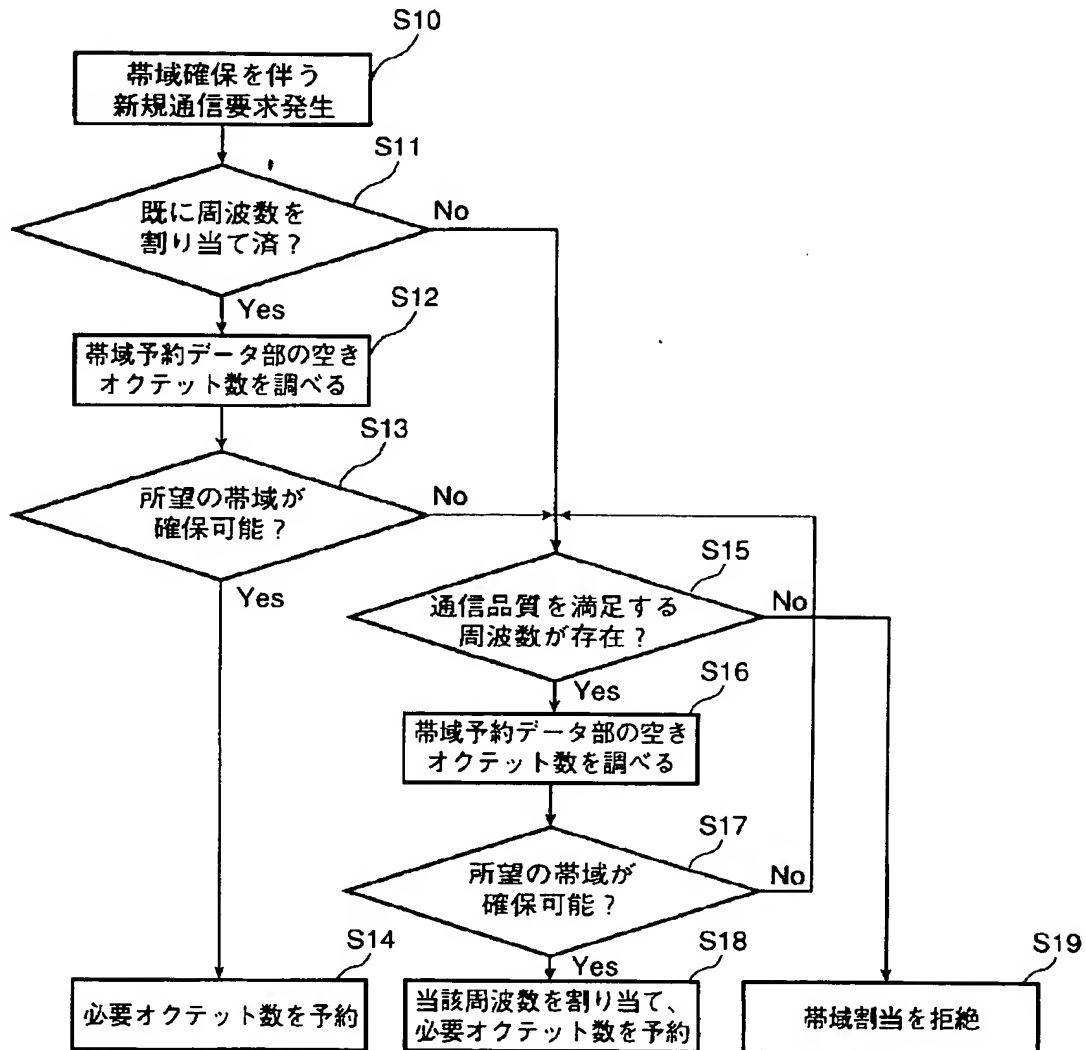 S10
帯域確保を伴う
新規通信要求発生
S11
既に周波数を
割り当て済？
No
Yes
S12
帯域予約データ部の空き
オクテット数を調べる
S13
所望の帯域が
確保可能？
No
Yes
S15
通信品質を満足する
周波数が存在？
No
Yes
S16
帯域予約データ部の空き
オクテット数を調べる
S17
所望の帯域が
確保可能？
No
Yes
S14
必要オクテット数を予約
S18
当該周波数を割り当て、
必要オクテット数を予約
S19
帯域割当を拒絶